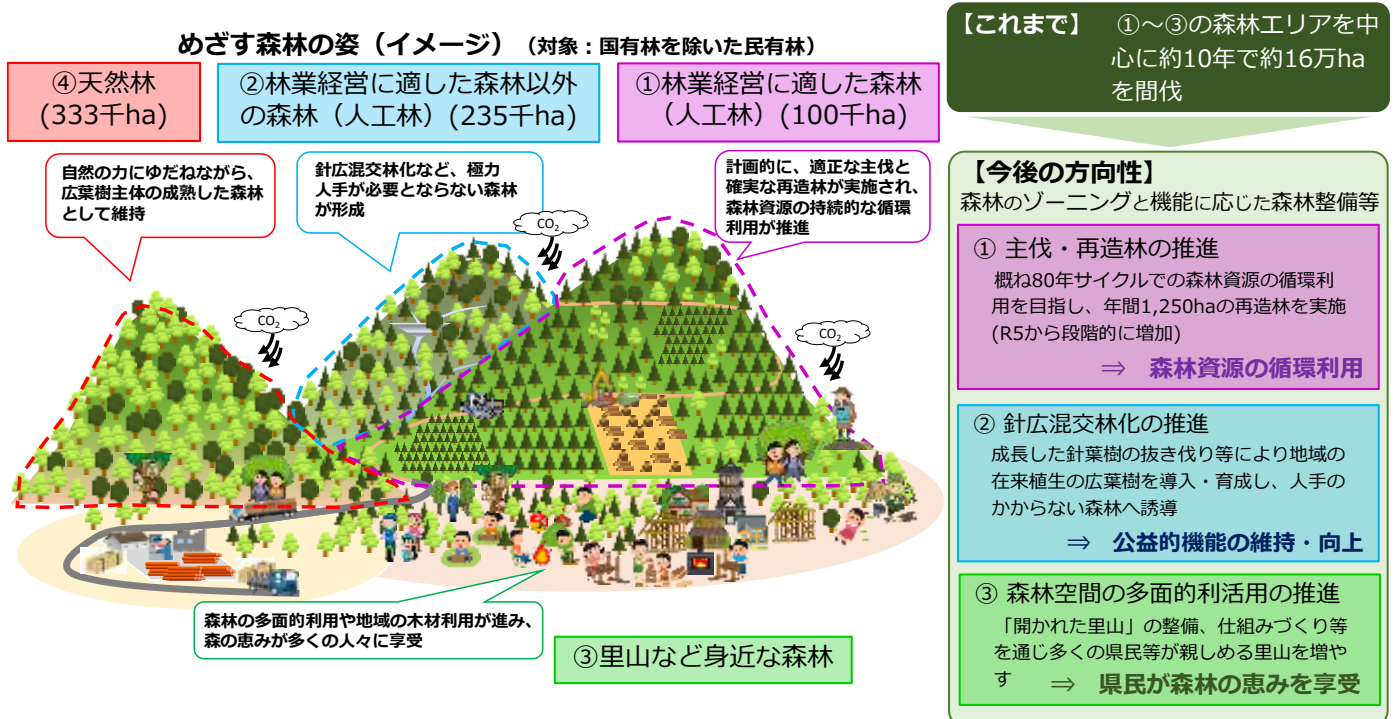 めざす森林の姿（イメージ）（対象：国有林を除いた民有林）
④天然林
(333千ha)
②林業経営に適した森林以外
の森林（人工林）(235千ha)
①林業経営に適した森林
（人工林）(100千ha)
自然の力にゆだねながら、
広葉樹主体の成熟した森林
として維持
針広混交林化など、極力
人手が必要とならない森林
が形成
計画的に、適正な主伐と
確実な再造林が実施され、
森林資源の持続的な循環
利用が推進
CO2
CO2
CO2
森林の多面的利用や地域の木材利用が進み、
森の恵みが多くの人々に享受
③里山など身近な森林
【これまで】 ①～③の森林エリアを中
心に約10年で約16万ha
を間伐
【今後の方向性】
森林のゾーニングと機能に応じた森林整備等
① 主伐・再造林の推進
概ね80年サイクルでの森林資源の循環利
用を目指し、年間1,250haの再造林を実施
(R5から段階的に増加)
⇒ 森林資源の循環利用
② 針広混交林化の推進
成長した針葉樹の抜き伐り等により地域の
在来植生の広葉樹を導入・育成し、人手の
かからない森林へ誘導
⇒ 公益的機能の維持・向上
③ 森林空間の多面的利活用の推進
「開かれた里山」の整備、仕組みづくり等
を通じ多くの県民等が親しめる里山を増や
す ⇒ 県民が森林の恵みを享受